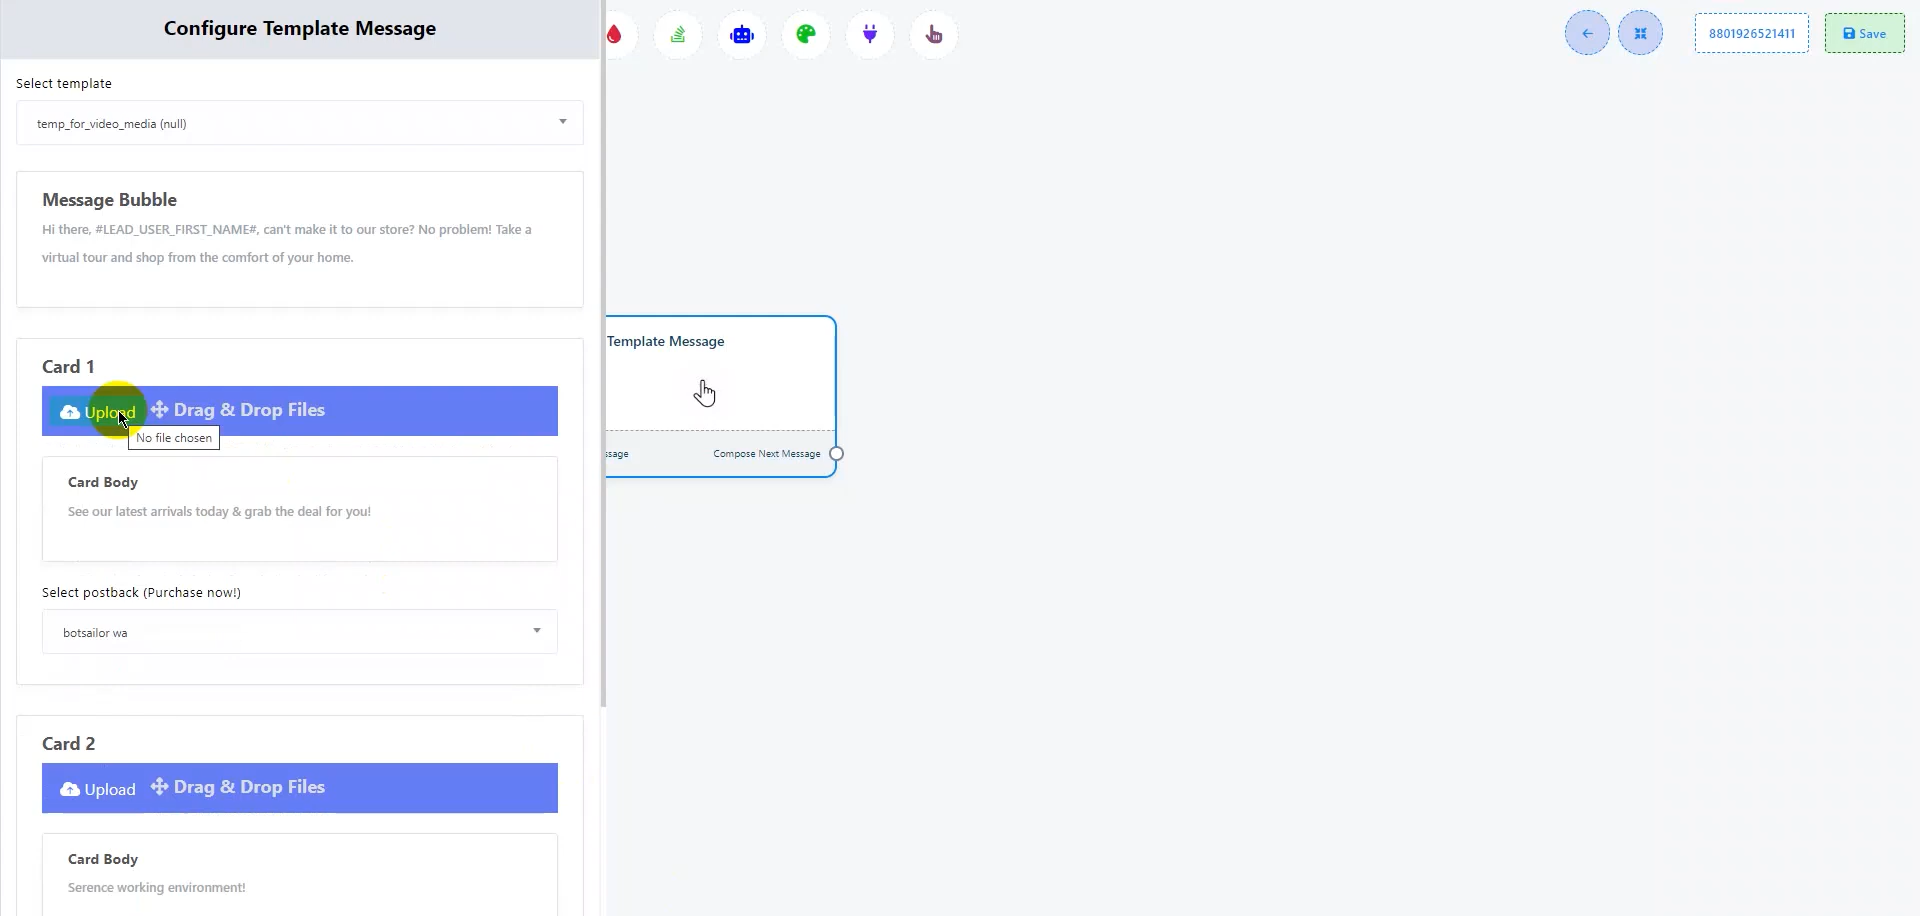 Configure Template Message
8801926521411
Save
Select template
temp_for_video_media (null)
Message Bubble
Hi there, #LEAD_USER_FIRST_NAME#, can't make it to our store? No problem! Take a
virtual tour and shop from the comfort of your home.
Template Message
ssage
Compose Next Message
Card 1
Upload
Drag & Drop Files
No file chosen
Card Body
See our latest arrivals today & grab the deal for you!
Select postback (Purchase now!)
botsailor wa
Card 2
Upload
Drag & Drop Files
Card Body
Serence working environment!